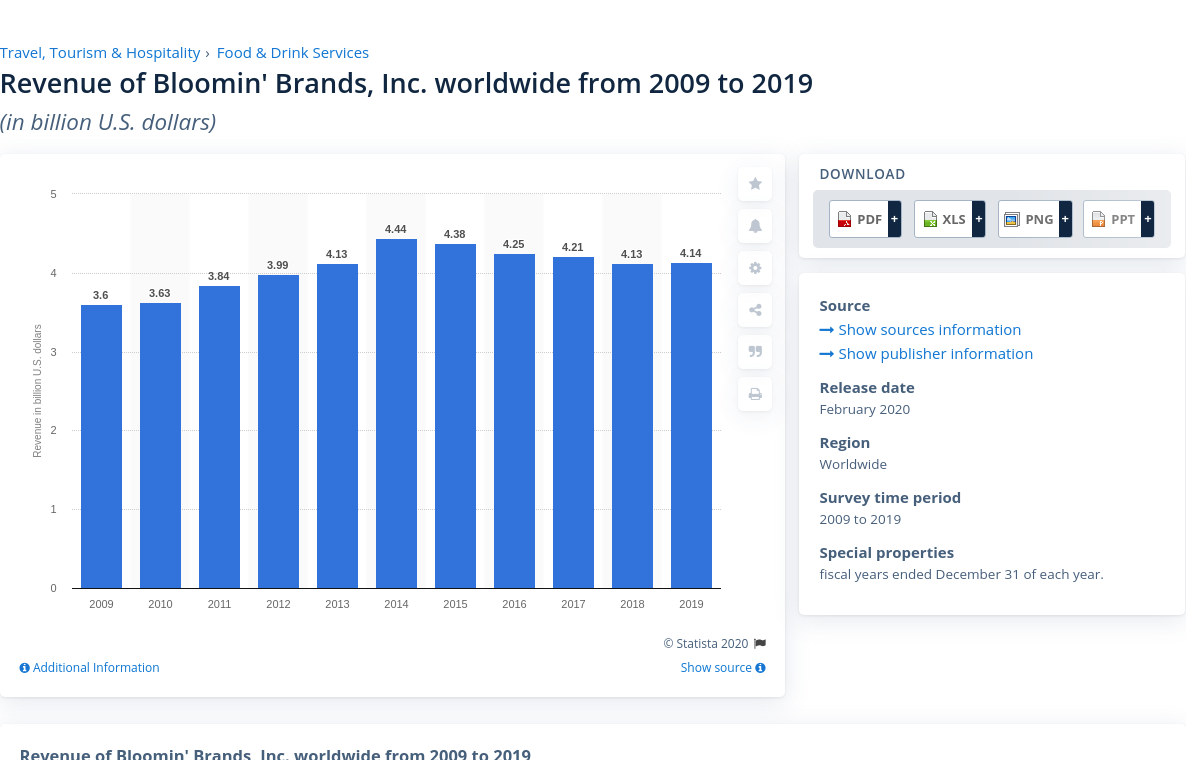 Travel, Tourism & Hospitality › Food & Drink Services
Revenue of Bloomin' Brands, Inc. worldwide from 2009 to 2019
(in billion U.S. dollars)
Revenue in billion U.S. dollars
5
4
3
2
1
0
3.6
3.63
3.84
3.99
4.13
4.44
4.38
4.25
4.21
4.13
4.14
2009 2010 2011 2012 2013 2014 2015 2016 2017 2018 2019
© Statista 2020
Additional Information
Show source
DOWNLOAD
PDF + XLS + PNG + PPT +
Source
Show sources information
Show publisher information
Release date
February 2020
Region
Worldwide
Survey time period
2009 to 2019
Special properties
fiscal years ended December 31 of each year.
Revenue of Bloomin' Brands, Inc. worldwide from 2009 to 2019